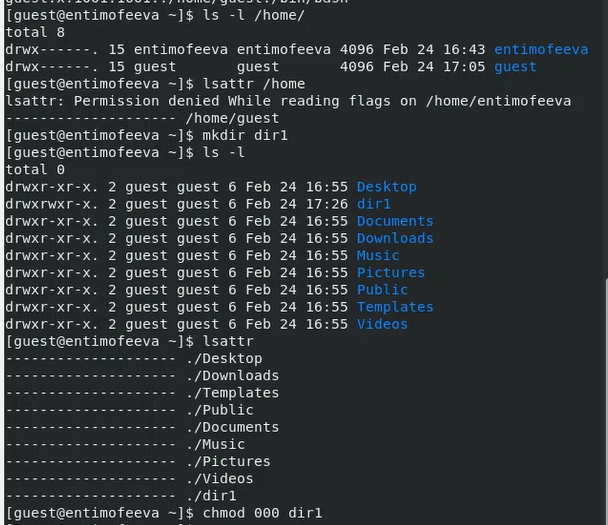 guest:x:1001:1001::/home/guest:/bin/bash
[guest@entimofeeva ~]$ ls -l /home/
total 8
drwx------. 15 entimofeeva entimofeeva 4096 Feb 24 16:43 entimofeeva
drwx------. 15 guest       guest       4096 Feb 24 17:05 guest
[guest@entimofeeva ~]$ lsattr /home
lsattr: Permission denied While reading flags on /home/entimofeeva
-------------------- /home/guest
[guest@entimofeeva ~]$ mkdir dir1
[guest@entimofeeva ~]$ ls -l
total 0
drwxr-xr-x. 2 guest guest 6 Feb 24 16:55 Desktop
drwxrwxr-x. 2 guest guest 6 Feb 24 17:26 dir1
drwxr-xr-x. 2 guest guest 6 Feb 24 16:55 Documents
drwxr-xr-x. 2 guest guest 6 Feb 24 16:55 Downloads
drwxr-xr-x. 2 guest guest 6 Feb 24 16:55 Music
drwxr-xr-x. 2 guest guest 6 Feb 24 16:55 Pictures
drwxr-xr-x. 2 guest guest 6 Feb 24 16:55 Public
drwxr-xr-x. 2 guest guest 6 Feb 24 16:55 Templates
drwxr-xr-x. 2 guest guest 6 Feb 24 16:55 Videos
[guest@entimofeeva ~]$ lsattr
-------------------- ./Desktop
-------------------- ./Downloads
-------------------- ./Templates
-------------------- ./Public
-------------------- ./Documents
-------------------- ./Music
-------------------- ./Pictures
-------------------- ./Videos
-------------------- ./dir1
[guest@entimofeeva ~]$ chmod 000 dir1